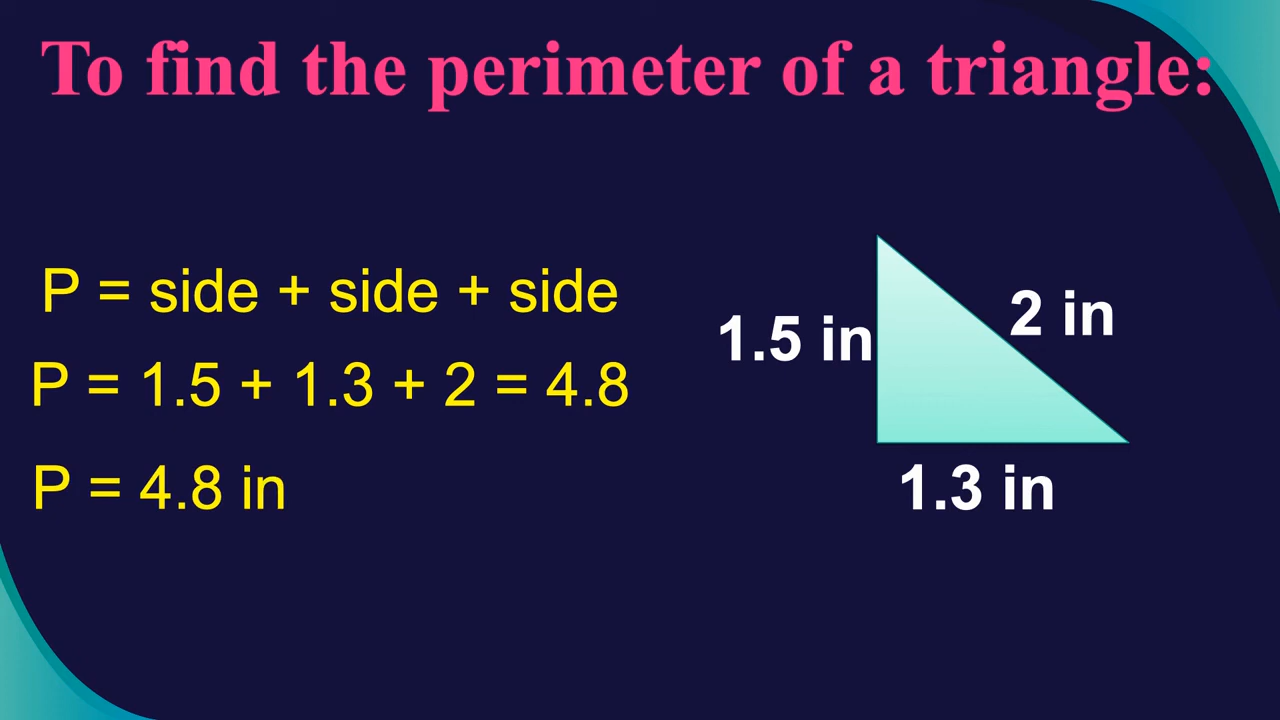 To find the perimeter of a triangle:
P = side + side + side
P = 1.5 + 1.3 + 2 = 4.8
P = 4.8 in
1.5 in
2 in
1.3 in